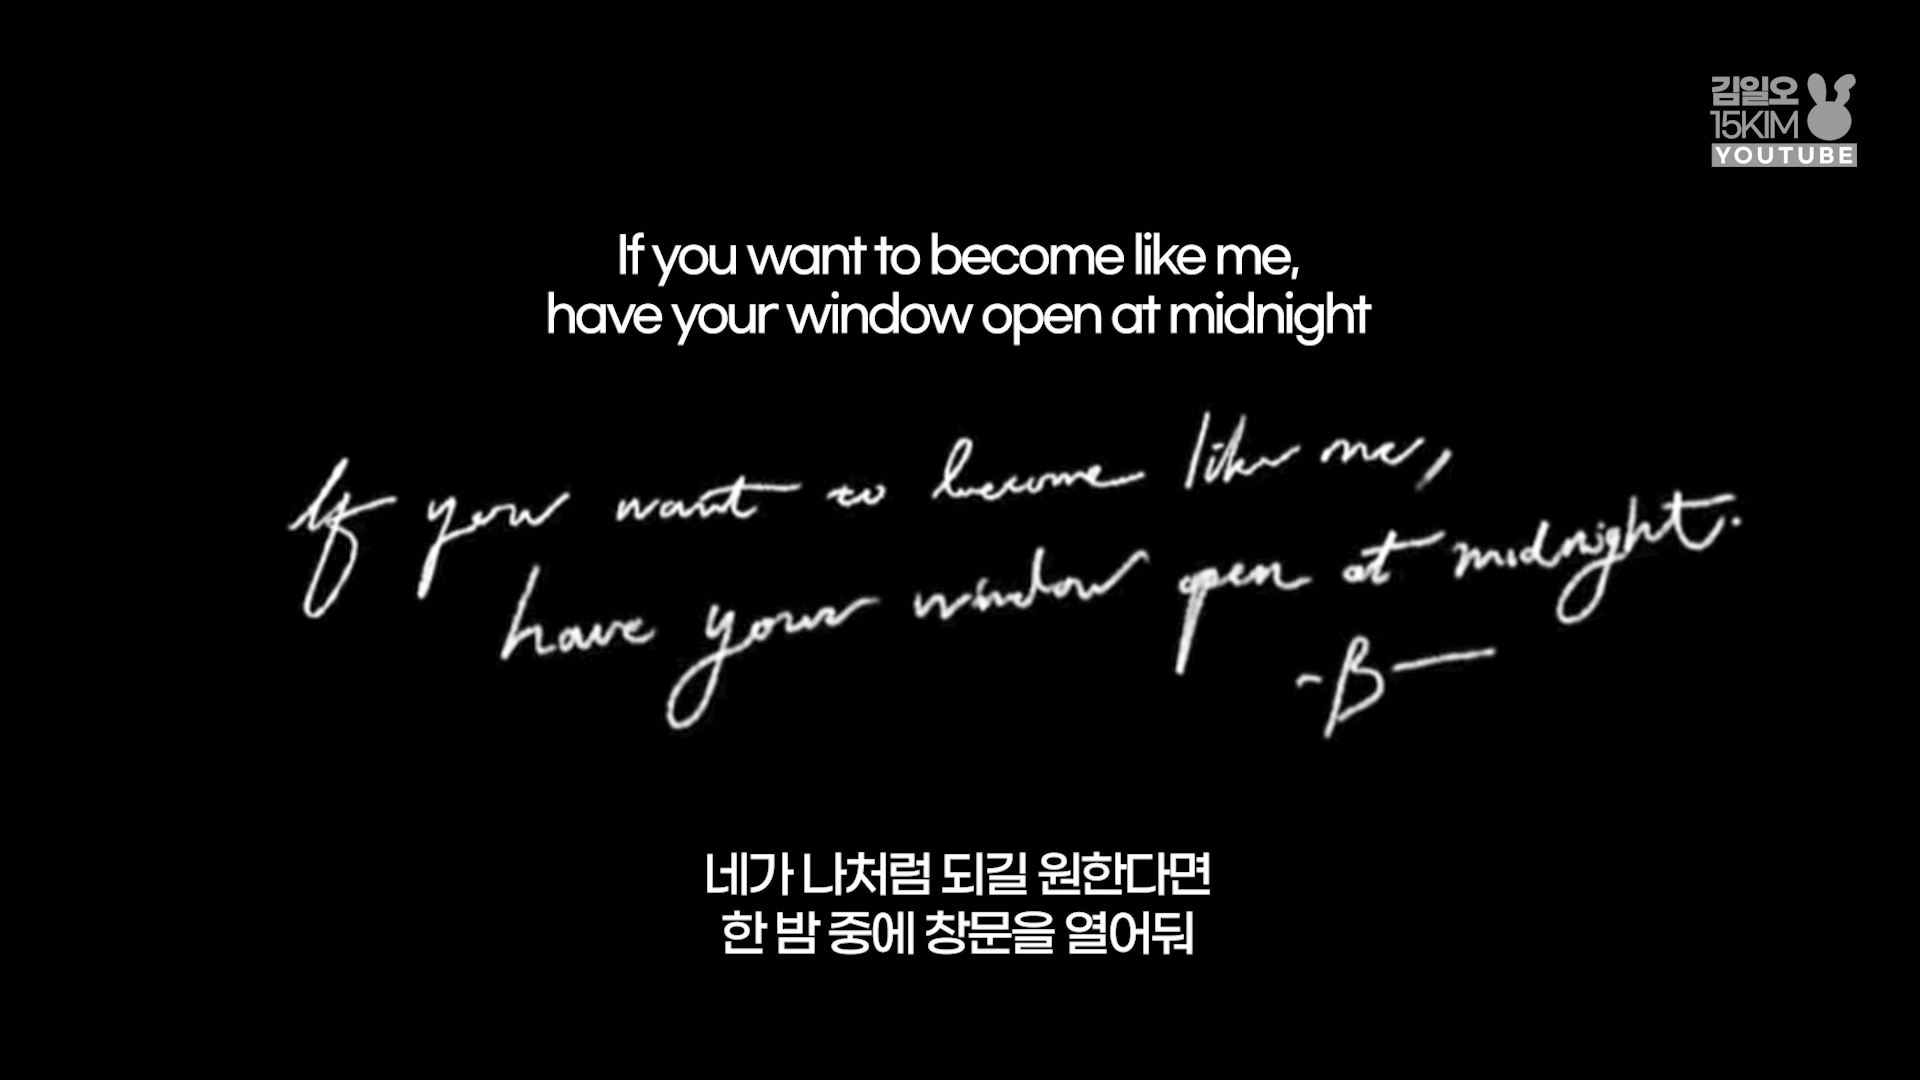 김일오
15KIM
YOUTUBE
If you want to become like me,
have your window open at midnight
If you want to become like me,
have your window open at midnight.
-B—
네가 나처럼 되길 원한다면
한 밤 중에 창문을 열어둬